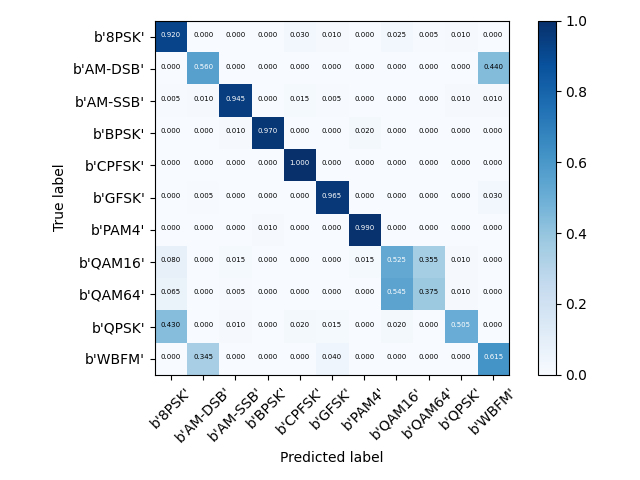 b'8PSK' 0.920 0.000 0.000 0.000 0.030 0.010 0.000 0.025 0.005 0.010 0.000
b'AM-DSB' 0.000 0.560 0.000 0.000 0.000 0.000 0.000 0.000 0.000 0.000 0.440
b'AM-SSB' 0.005 0.010 0.945 0.000 0.015 0.005 0.000 0.000 0.000 0.010 0.010
b'BPSK' 0.000 0.000 0.010 0.970 0.000 0.000 0.020 0.000 0.000 0.000 0.000
b'CPFSK' 0.000 0.000 0.000 0.000 1.000 0.000 0.000 0.000 0.000 0.000 0.000
b'GFSK' 0.000 0.005 0.000 0.000 0.000 0.965 0.000 0.000 0.000 0.000 0.030
b'PAM4' 0.000 0.000 0.000 0.010 0.000 0.000 0.990 0.000 0.000 0.000 0.000
b'QAM16' 0.080 0.000 0.015 0.000 0.000 0.000 0.015 0.525 0.355 0.010 0.000
b'QAM64' 0.065 0.000 0.005 0.000 0.000 0.000 0.000 0.545 0.375 0.010 0.000
b'QPSK' 0.430 0.000 0.010 0.000 0.020 0.015 0.000 0.020 0.000 0.505 0.000
b'WBFM' 0.000 0.345 0.000 0.000 0.000 0.040 0.000 0.000 0.000 0.000 0.615
b'8PSK' b'AM-DSB' b'AM-SSB' b'BPSK' b'CPFSK' b'GFSK' b'PAM4' b'QAM16' b'QAM64' b'QPSK' b'WBFM'
True label
Predicted label
1.0
0.8
0.6
0.4
0.2
0.0